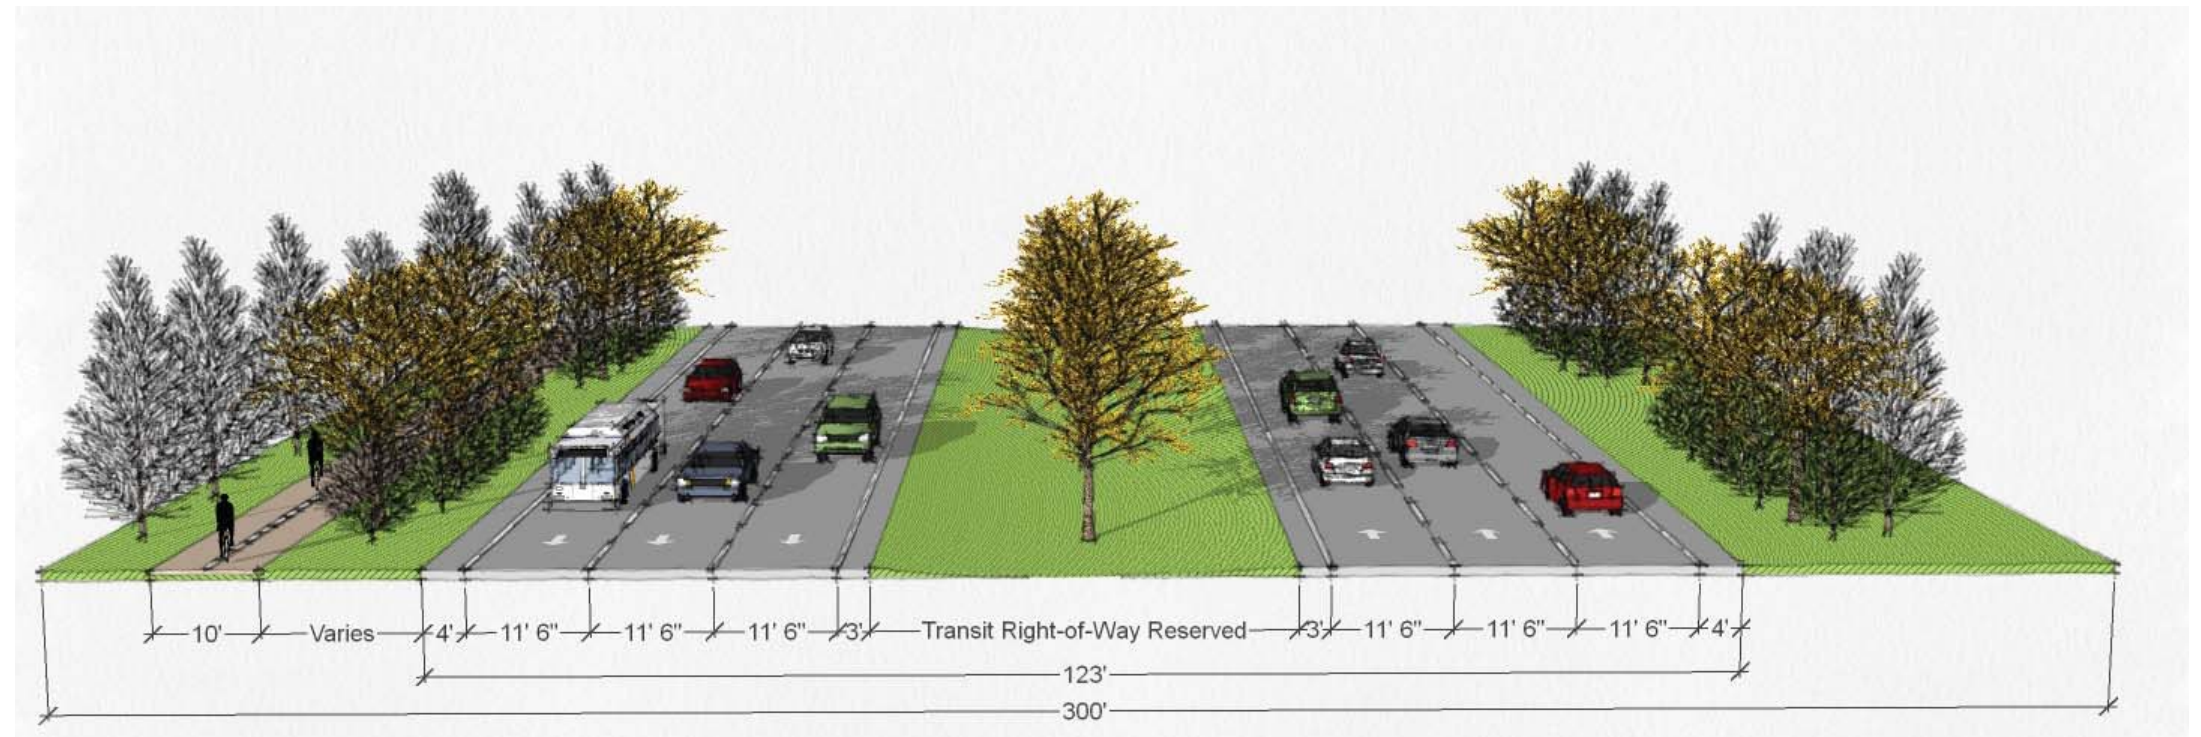 10' Varies 4' 11' 6" 11' 6" 11' 6" 3' Transit Right-of-Way Reserved 3' 11' 6" 11' 6" 11' 6" 4'
123'
300'